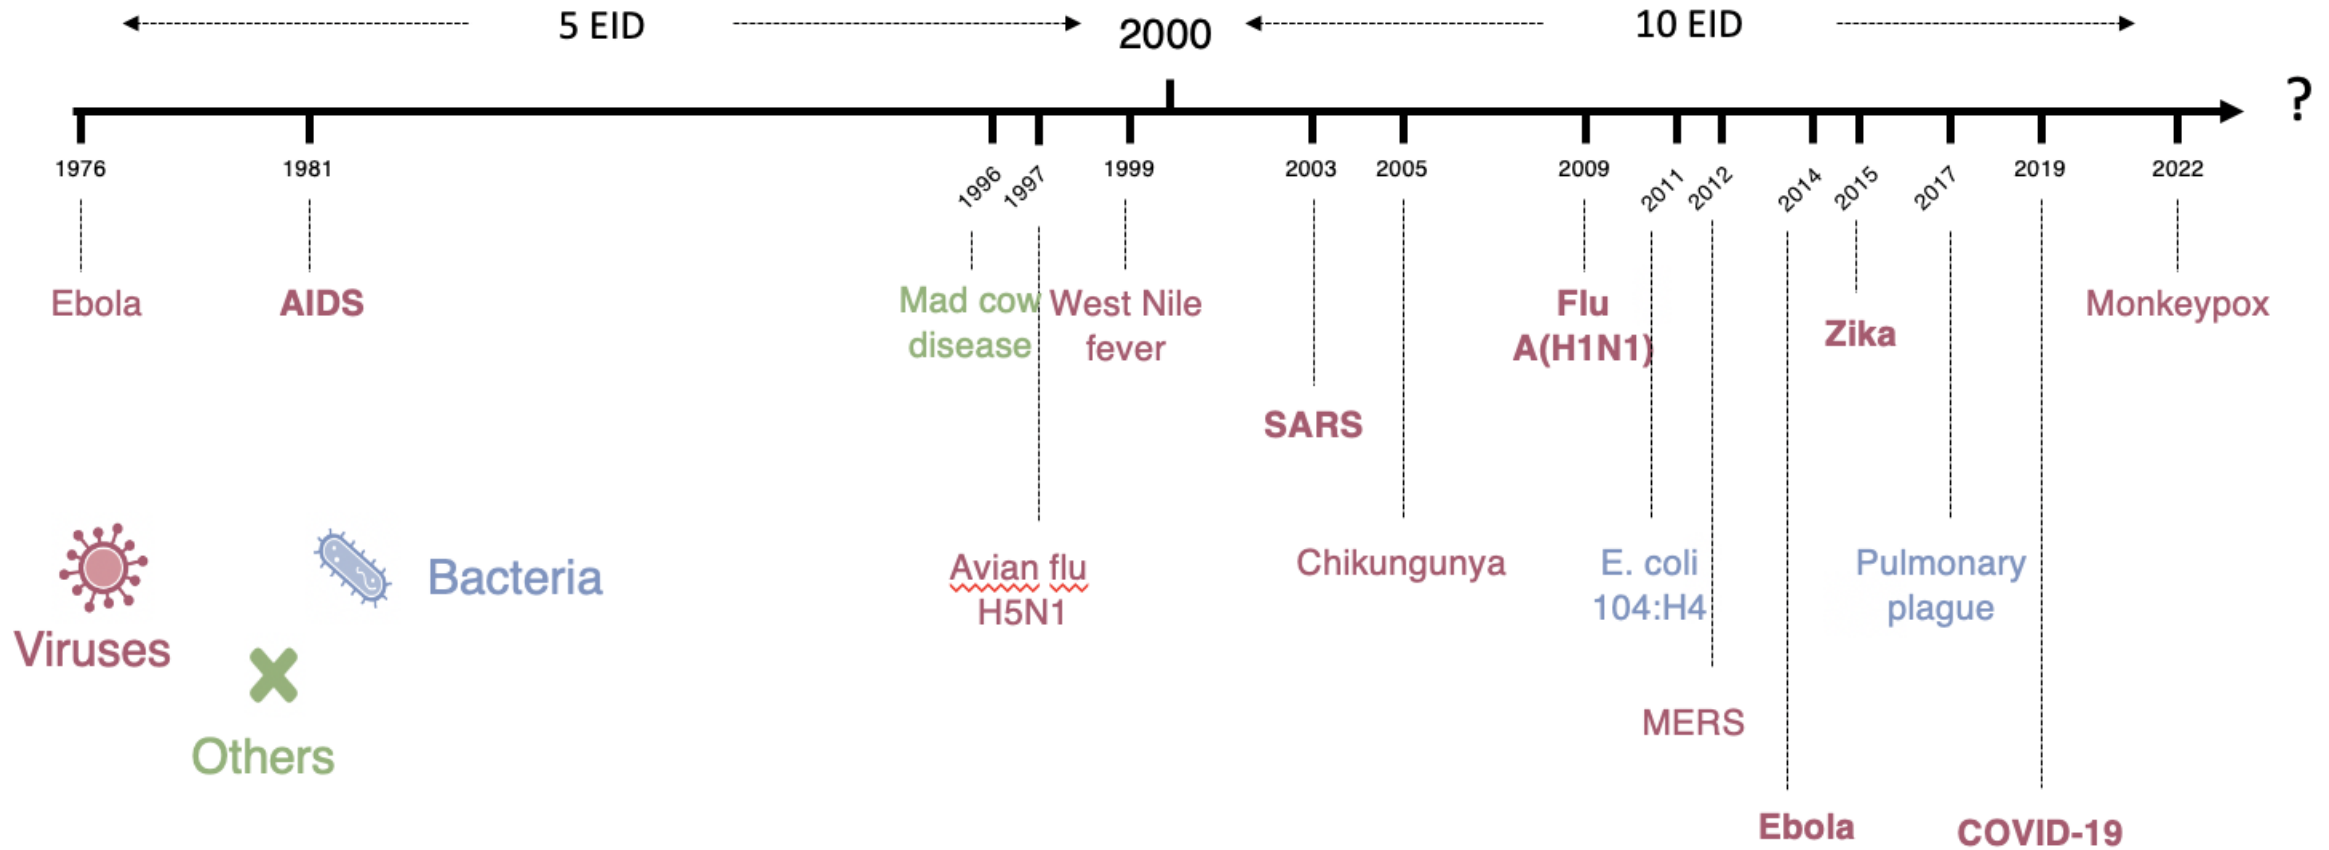 5 EID
2000
10 EID
?
1976
1981
1996
1997
1999
2003
2005
2009
2011
2012
2014
2015
2017
2019
2022
Ebola
AIDS
Mad cow
disease
West Nile
fever
Flu
A(H1N1)
Zika
Monkeypox
SARS
Avian flu
H5N1
Chikungunya
E. coli
104:H4
Pulmonary
plague
MERS
Ebola
COVID-19
Viruses
Bacteria
Others